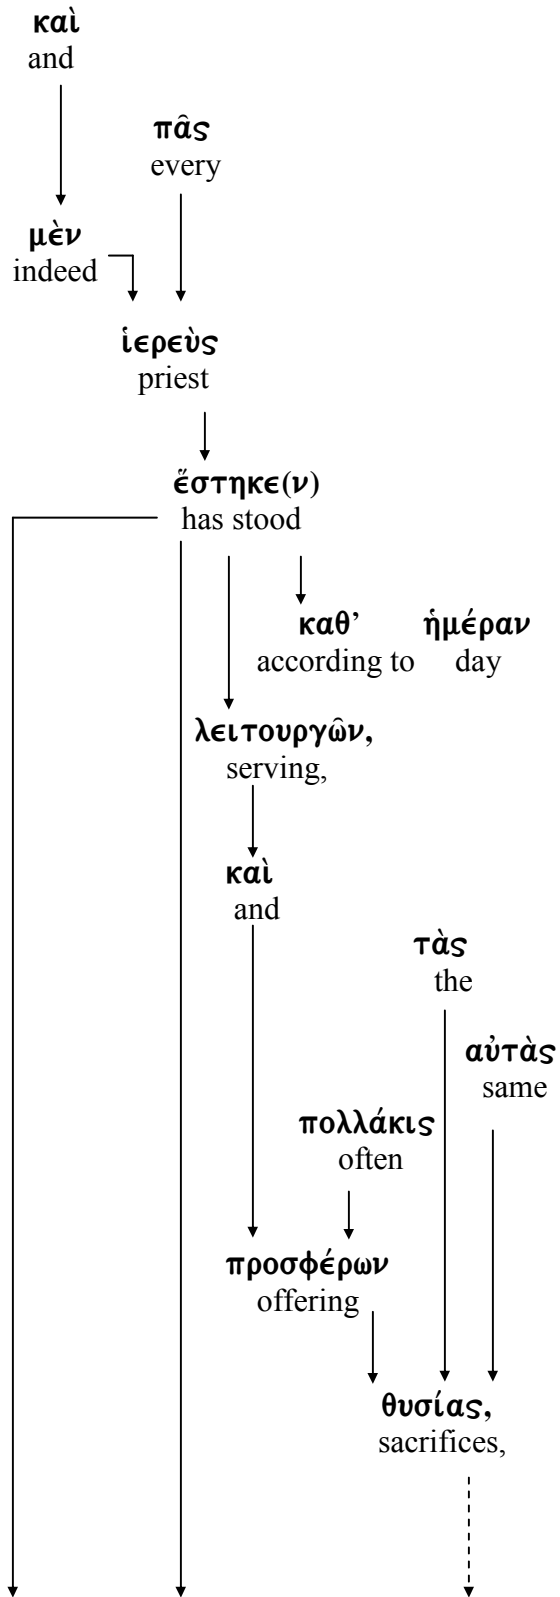 καὶ
and
πᾶς
every
μὲν
indeed
ἱερεὺς
priest
ἕστηκε(ν)
has stood
καθ’ ἡμέραν
according to day
λειτουργῶν,
serving,
καὶ
and
τὰς
the
αὐτὰς
same
πολλάκις
often
προσφέρων
offering
θυσίας,
sacrifices,